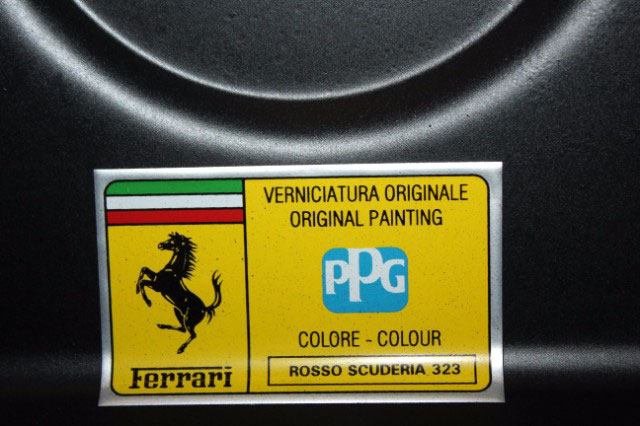 VERNICIATURA ORIGINALE
ORIGINAL PAINTING
PPG
COLORE - COLOUR
ROSSO SCUDERIA 323
Ferrari